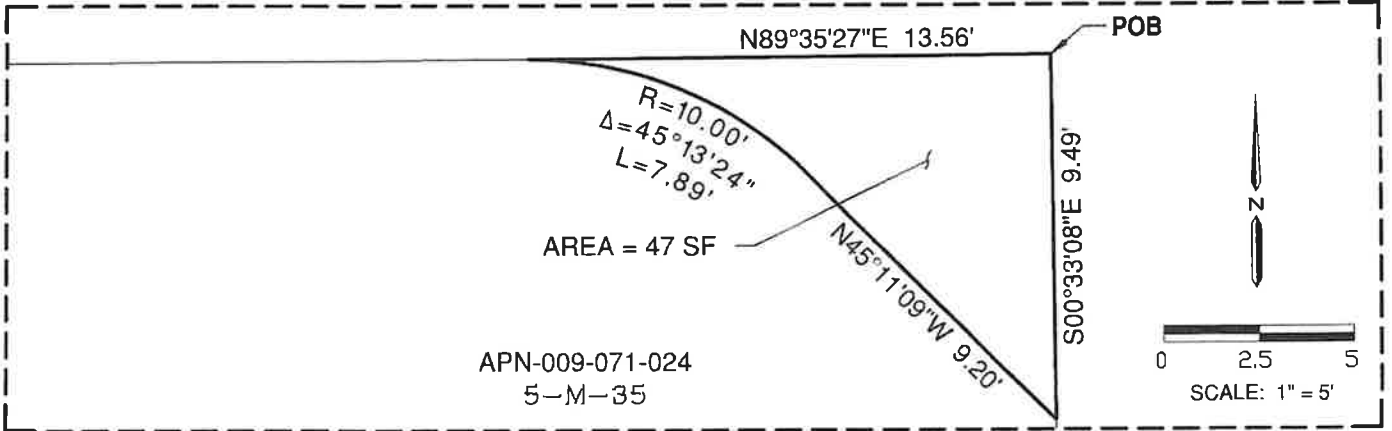 N89°35'27"E 13.56'
POB
R=10.00'
Δ=45°13'24"
L=7.89'
AREA = 47 SF
N45°11'09"W 9.20'
S00°33'08"E 9.49'
N
0 2.5 5
SCALE: 1" = 5'
APN-009-071-024
5-M-35